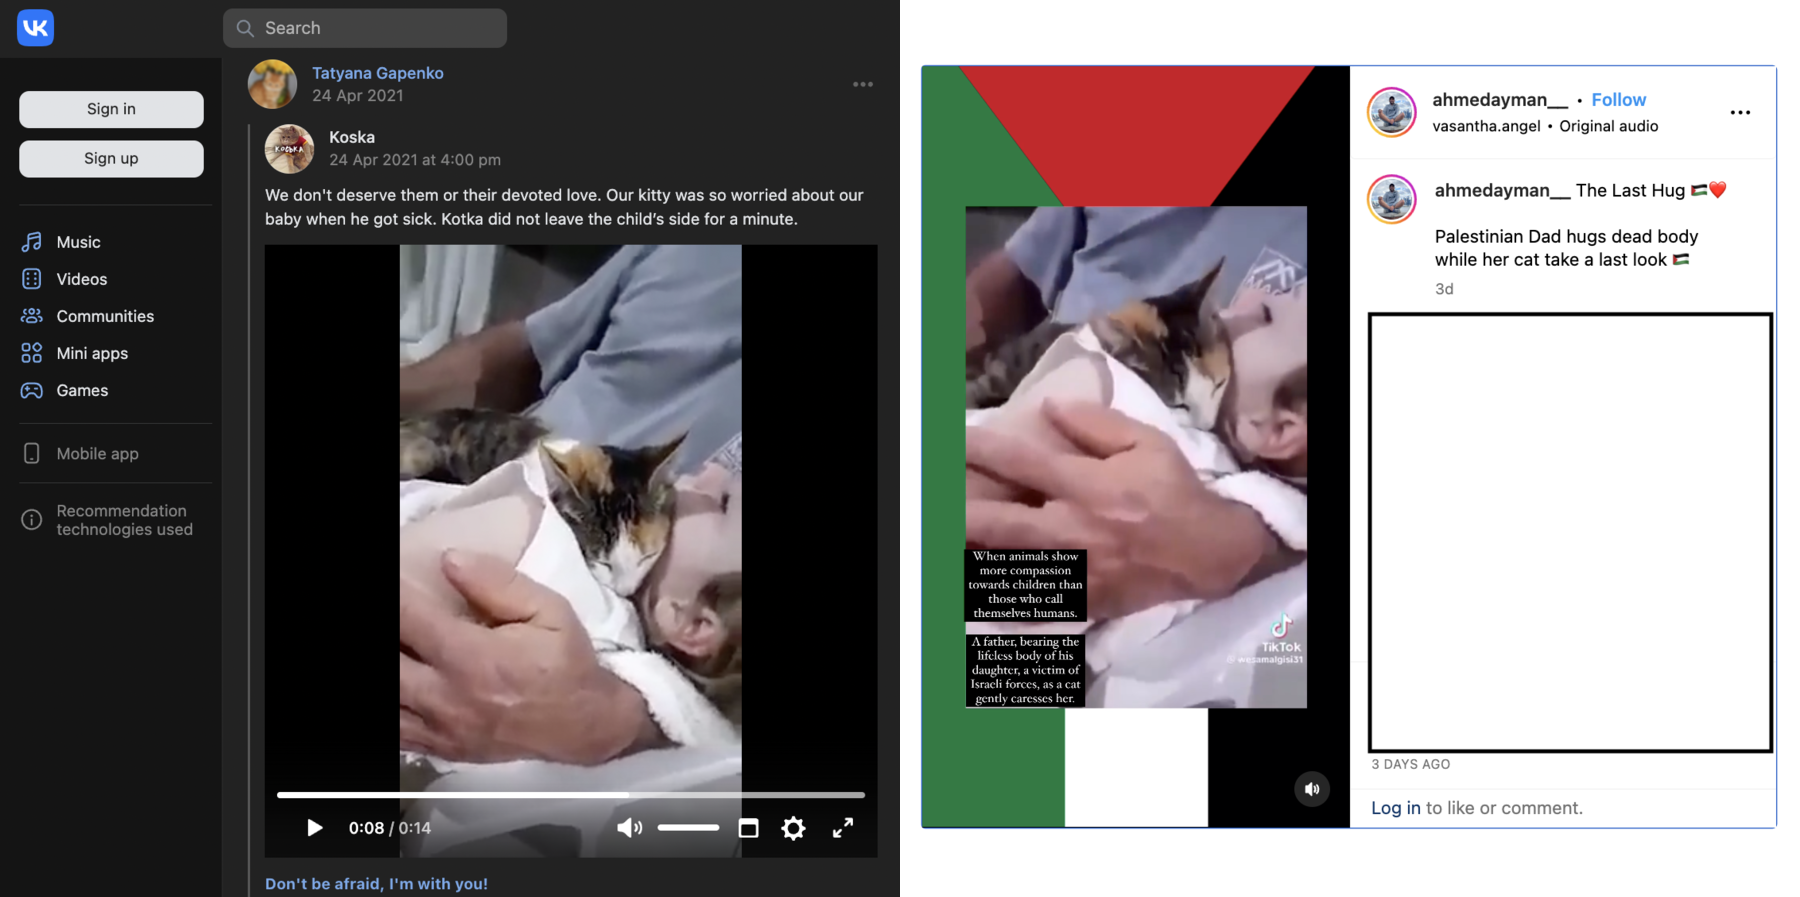 VK
Search
Sign in
Sign up
Music
Videos
Communities
Mini apps
Games
Mobile app
Recommendation
technologies used
Tatyana Gapenko
24 Apr 2021
KOCЬKA
Koska
24 Apr 2021 at 4:00 pm
We don't deserve them or their devoted love. Our kitty was so worried about our
baby when he got sick. Kotka did not leave the child’s side for a minute.
0:08 / 0:14
Don't be afraid, I'm with you!
When animals show
more compassion
towards children than
those who call
themselves humans.
A father, bearing the
lifeless body of his
daughter, a victim of
Israeli forces, as a cat
gently caresses her.
TikTok
@ wesamalgisi31
ahmedayman__ • Follow
vasantha.angel • Original audio
ahmedayman__ The Last Hug 🇵🇸❤️
Palestinian Dad hugs dead body
while her cat take a last look 🇵🇸
3d
3 DAYS AGO
Log in to like or comment.